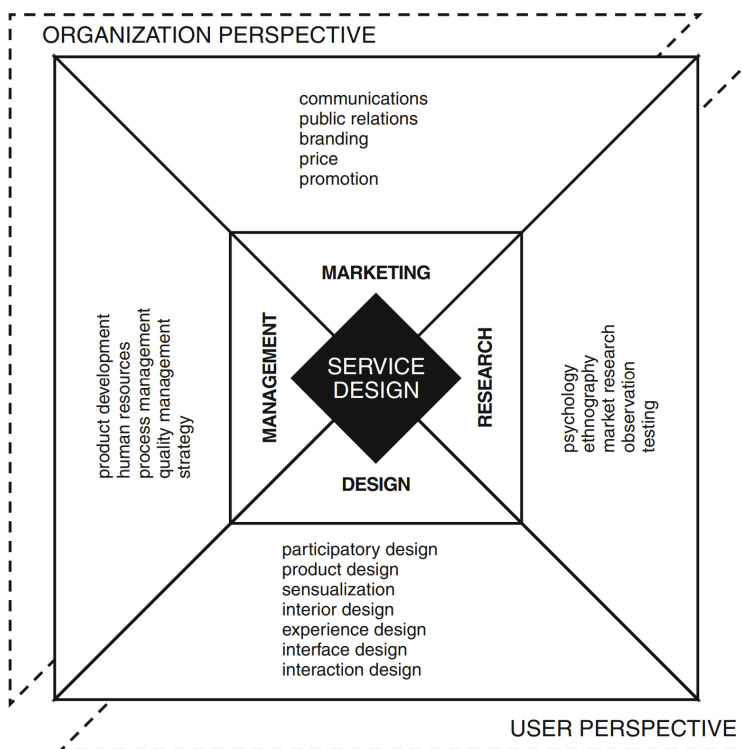 ORGANIZATION PERSPECTIVE
communications
public relations
branding
price
promotion
MARKETING
product development
human resources
process management
quality management
strategy
MANAGEMENT
SERVICE
DESIGN
RESEARCH
psychology
ethnography
market research
observation
testing
DESIGN
participatory design
product design
sensualization
interior design
experience design
interface design
interaction design
USER PERSPECTIVE